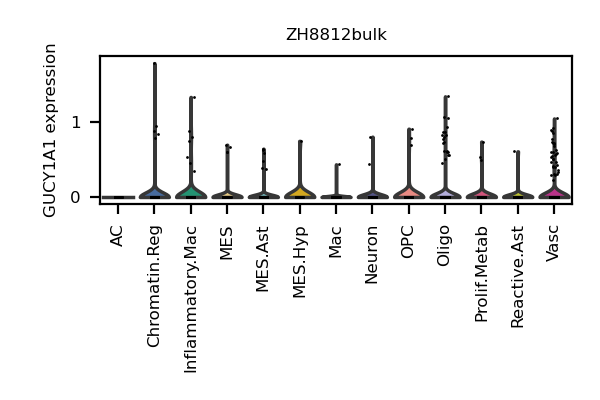 ZH8812bulk
GUCY1A1 expression
1
0
AC
Chromatin.Reg
Inflammatory.Mac
MES
MES.Ast
MES.Hyp
Mac
Neuron
OPC
Oligo
Prolif.Metab
Reactive.Ast
Vasc